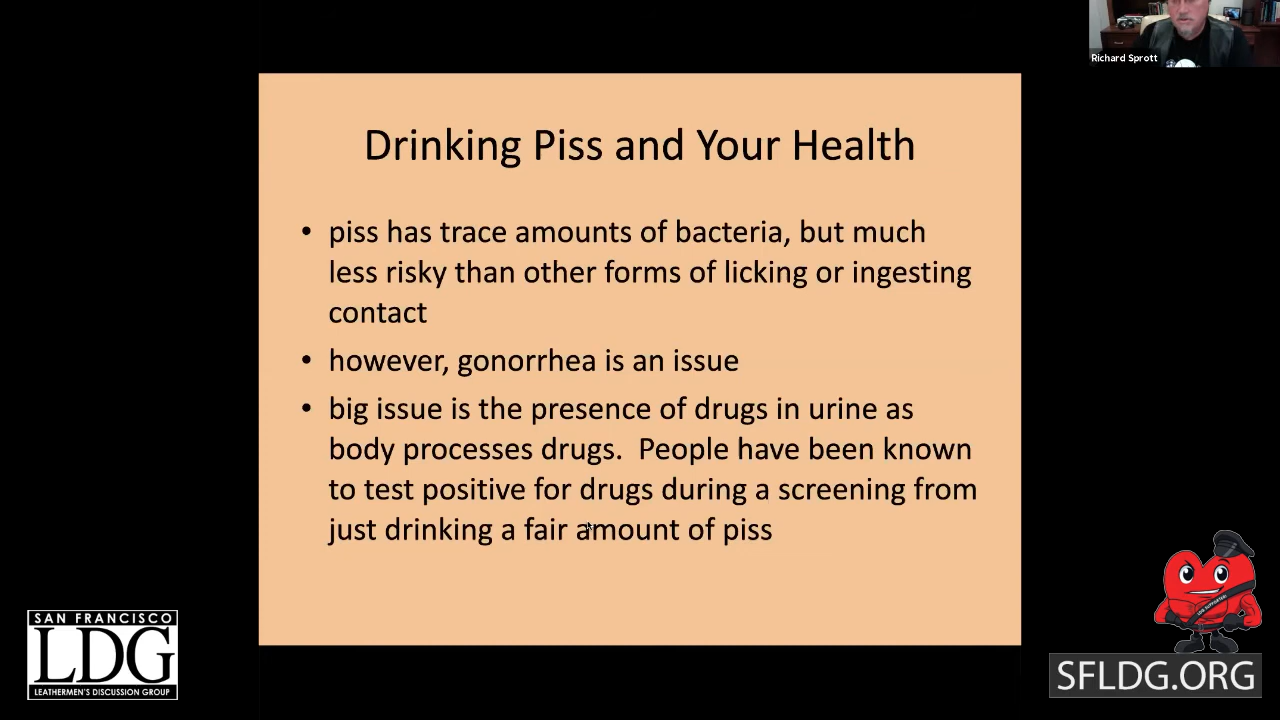 Richard Sprott
Drinking Piss and Your Health
• piss has trace amounts of bacteria, but much
less risky than other forms of licking or ingesting
contact
• however, gonorrhea is an issue
• big issue is the presence of drugs in urine as
body processes drugs.  People have been known
to test positive for drugs during a screening from
just drinking a fair amount of piss
SAN FRANCISCO
LDG
LEATHERMEN'S DISCUSSION GROUP
LDG SUPPORTER!
SFLDG.ORG